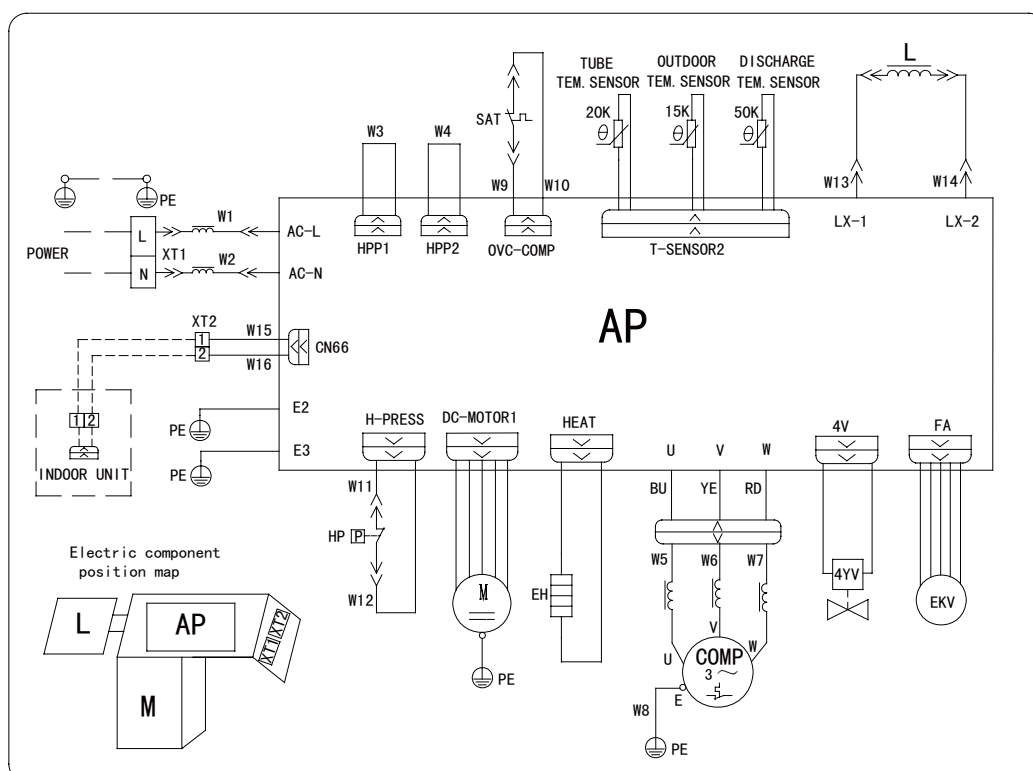 TUBE
TEM. SENSOR
OUTDOOR
TEM. SENSOR
DISCHARGE
TEM. SENSOR
L
20K
θ
15K
θ
50K
θ
SAT
W3
W4
W9
W10
W13
W14
PE
POWER
L
N
XT1
W1
W2
AC-L
AC-N
HPP1
HPP2
OVC-COMP
T-SENSOR2
LX-1
LX-2
AP
XT2
1
2
W15
W16
CN66
1
2
INDOOR UNIT
PE
E2
PE
E3
H-PRESS
DC-MOTOR1
HEAT
U
V
W
4V
FA
BU
YE
RD
W11
HP
P
W12
M
PE
EH
W5
W6
W7
U
V
W
COMP
3 ~
E
W8
PE
4YV
EKV
Electric component
position map
L
AP
XT1
XT2
M